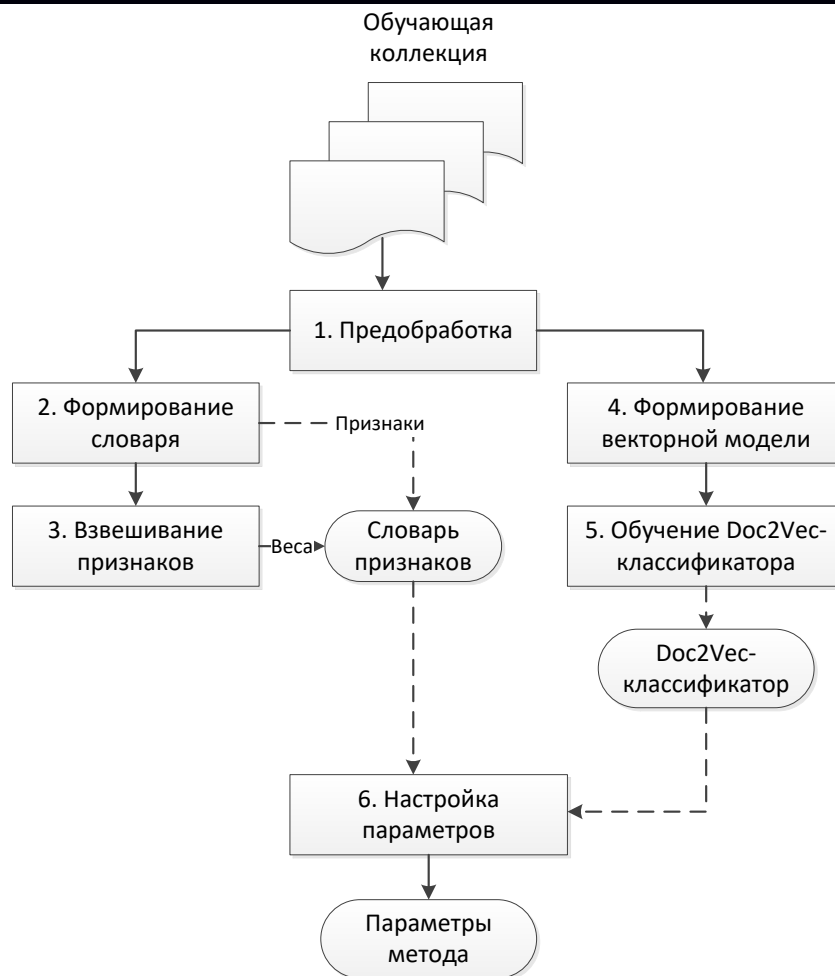 Обучающая
коллекция
1. Предобработка
2. Формирование
словаря
Признаки
4. Формирование
векторной модели
3. Взвешивание
признаков
Веса
Словарь
признаков
5. Обучение Doc2Vec-
классификатора
Doc2Vec-
классификатор
6. Настройка
параметров
Параметры
метода